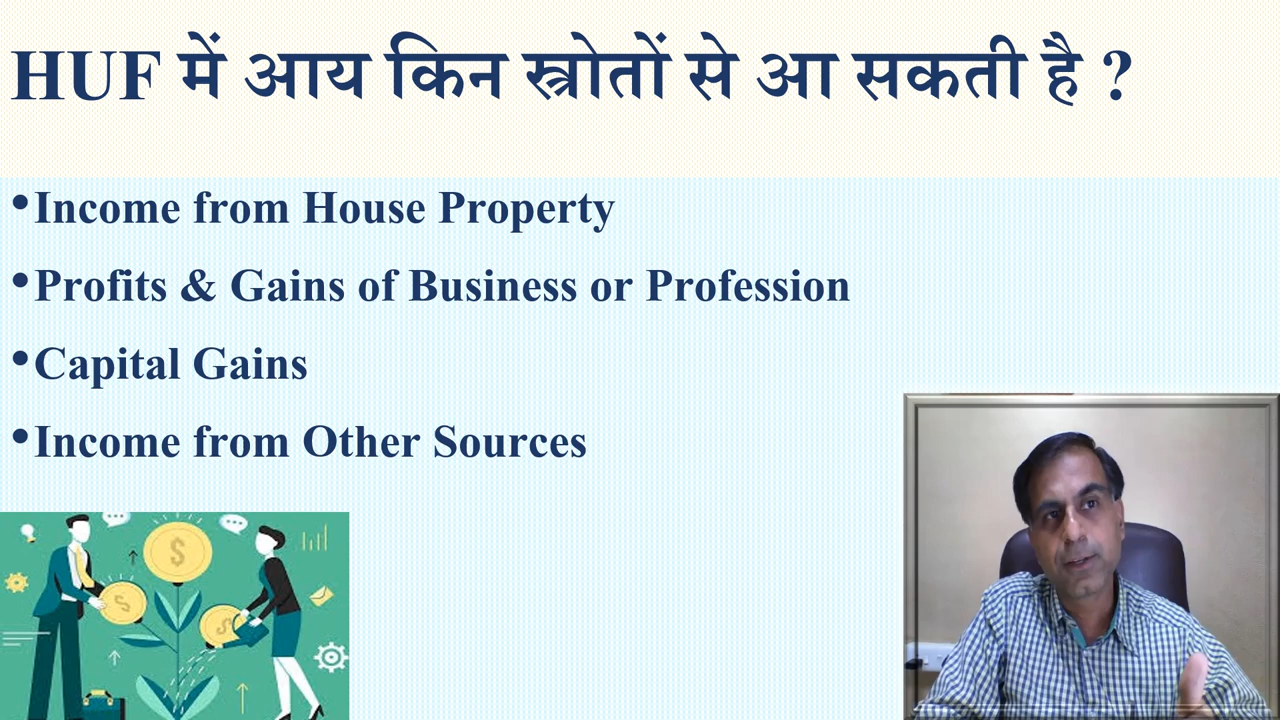 HUF में आय किन स्त्रोतों से आ सकती है ?
•Income from House Property
•Profits & Gains of Business or Profession
•Capital Gains
•Income from Other Sources